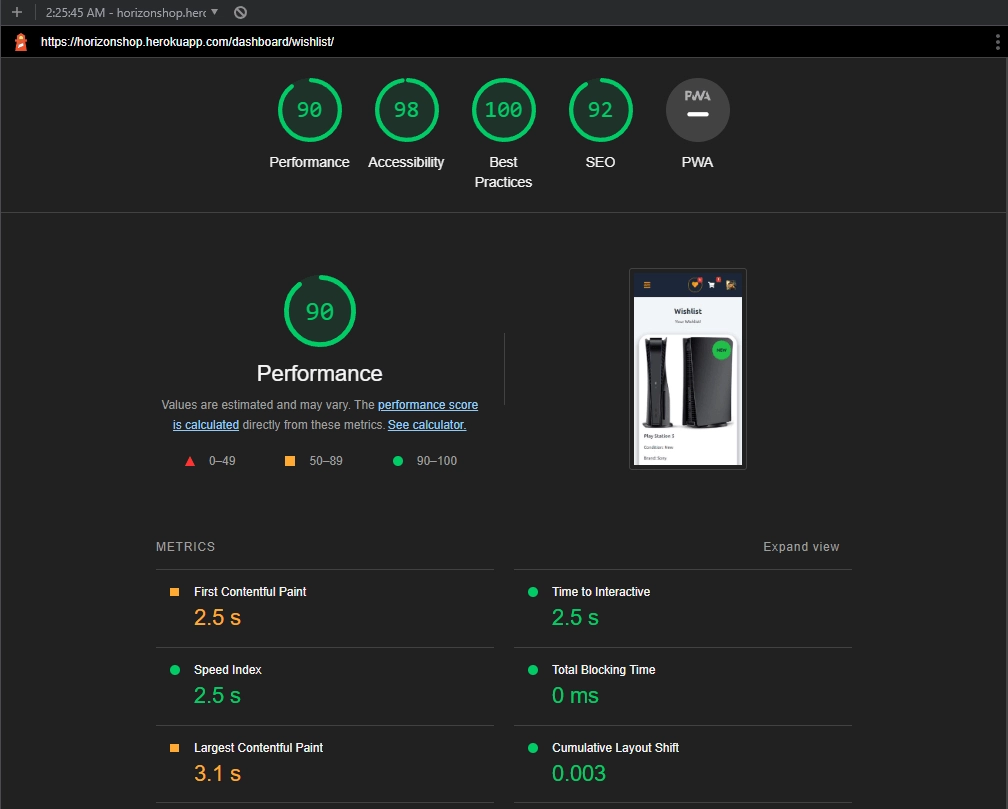 2:25:45 AM - horizonshop.herc
https://horizonshop.herokuapp.com/dashboard/wishlist/
90
98
100
92
PWA
Performance
Accessibility
Best
Practices
SEO
PWA
90
Performance
Values are estimated and may vary. The performance score
is calculated directly from these metrics. See calculator.
0–49
50–89
90–100
Wishlist
Your Wishlist
NEW
Play Station 5
Condition: New
Brand: Sony
METRICS
Expand view
First Contentful Paint
2.5 s
Time to Interactive
2.5 s
Speed Index
2.5 s
Total Blocking Time
0 ms
Largest Contentful Paint
3.1 s
Cumulative Layout Shift
0.003